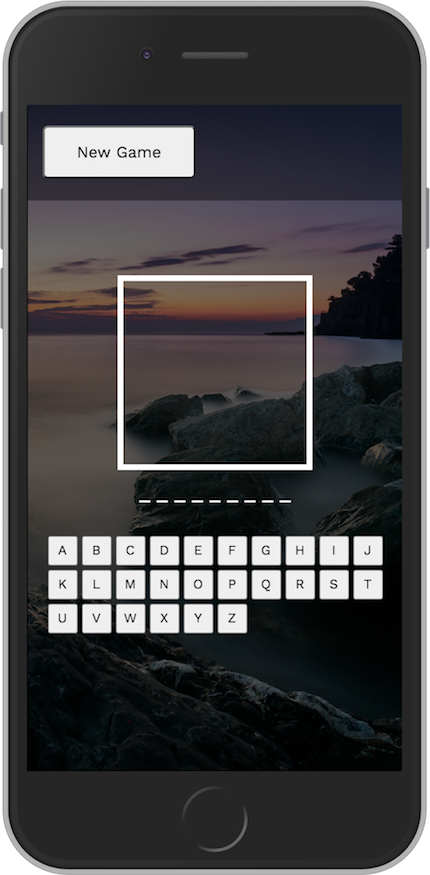 New Game
_ _ _ _ _ _ _ _ _
A B C D E F G H I J
K L M N O P Q R S T
U V W X Y Z